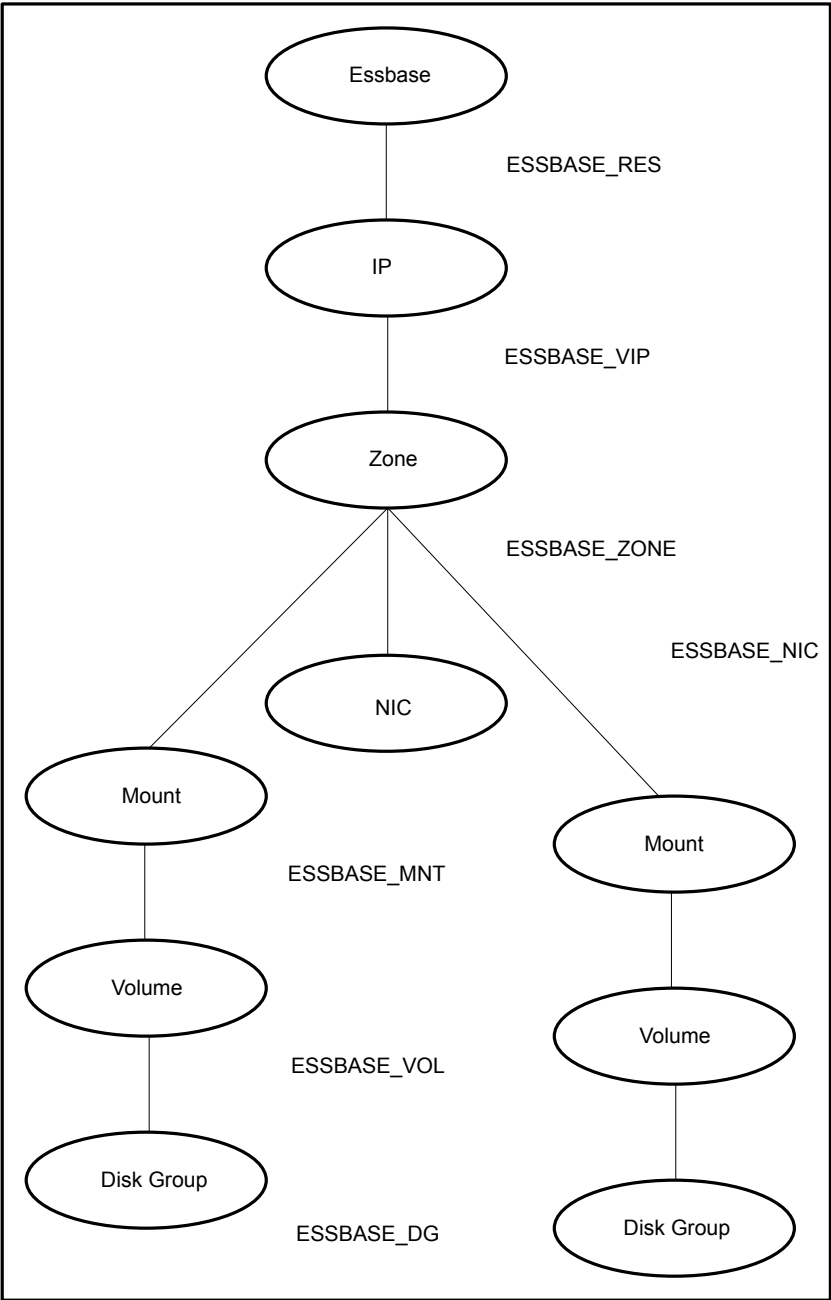 Essbase
ESSBASE_RES
IP
ESSBASE_VIP
Zone
ESSBASE_ZONE
ESSBASE_NIC
NIC
Mount
Mount
ESSBASE_MNT
Volume
Volume
ESSBASE_VOL
Disk Group
Disk Group
ESSBASE_DG